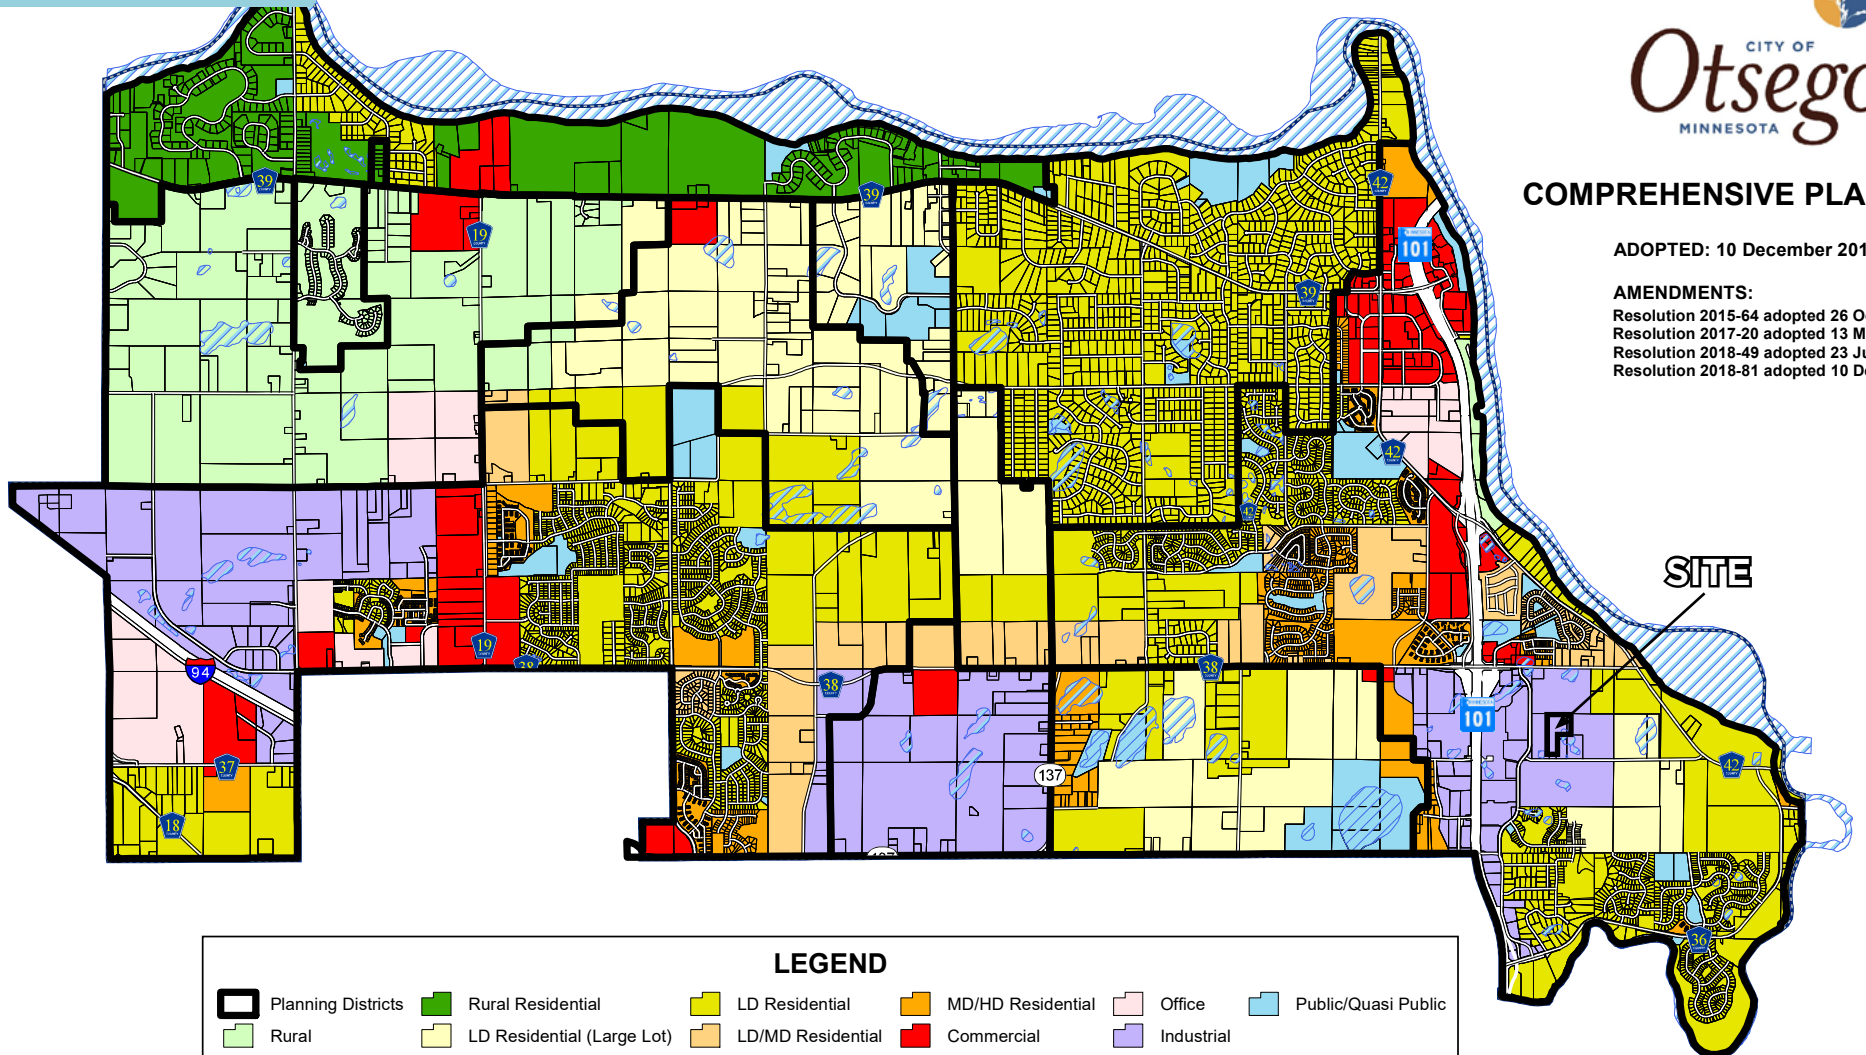 CITY OF
Otsego
MINNESOTA
COMPREHENSIVE PLA
ADOPTED: 10 December 201
AMENDMENTS:
Resolution 2015-64 adopted 26 O
Resolution 2017-20 adopted 13 M
Resolution 2018-49 adopted 23 Ju
Resolution 2018-81 adopted 10 D
39
39
42
19
101
39
42
42
SITE
19
38
38
38
94
101
137
37
42
18
36
LEGEND
Planning Districts
Rural Residential
LD Residential
MD/HD Residential
Office
Public/Quasi Public
Rural
LD Residential (Large Lot)
LD/MD Residential
Commercial
Industrial